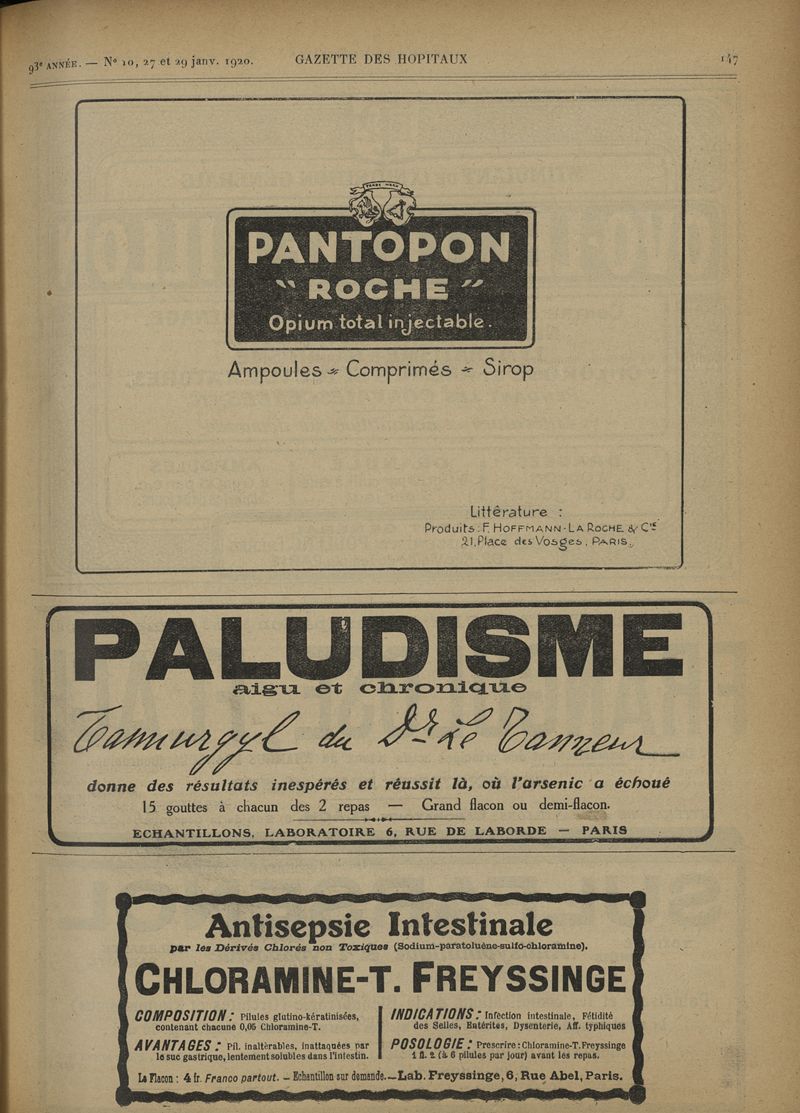 93e ANNÉE. — No 10, 27 et 29 janv. 1920. GAZETTE DES HOPITAUX 147
TRADE MARK
PANTOPON
" ROCHE "
Opium total injectable.
Ampoules - Comprimés - Sirop
Littérature :
Produits: F. HOFFMANN-LA ROCHE & Cie
21, Place des Vosges, PARIS.
PALUDISME
aigu et chronique
Tannurgyl du Dr Le Tanneur
donne des résultats inespérés et réussit là, où l'arsenic a échoué
15 gouttes à chacun des 2 repas — Grand flacon ou demi-flacon.
ECHANTILLONS, LABORATOIRE 6, RUE DE LABORDE — PARIS
Antisepsie Intestinale
par les Dérivés Chlorés non Toxiques (Sodium-paratoluène-sulfo-chloramine).
CHLORAMINE-T. FREYSSINGE
COMPOSITION : Pilules glutino-kératinisées,
contenant chacune 0,05 Chloramine-T.
AVANTAGES : Pil. inaltérables, inattaquées par
le suc gastrique, lentement solubles dans l'intestin.
INDICATIONS : Infection intestinale, Fétidité
des Selles, Entérites, Dysenterie, Aff. typhiques
POSOLOGIE : Prescrire : Chloramine-T. Freyssinge
1 fl. 2 (à 6 pilules par jour) avant les repas.
Le Flacon : 4 fr. Franco partout. — Echantillon sur demande. — Lab. Freyssinge, 6, Rue Abel, Paris.